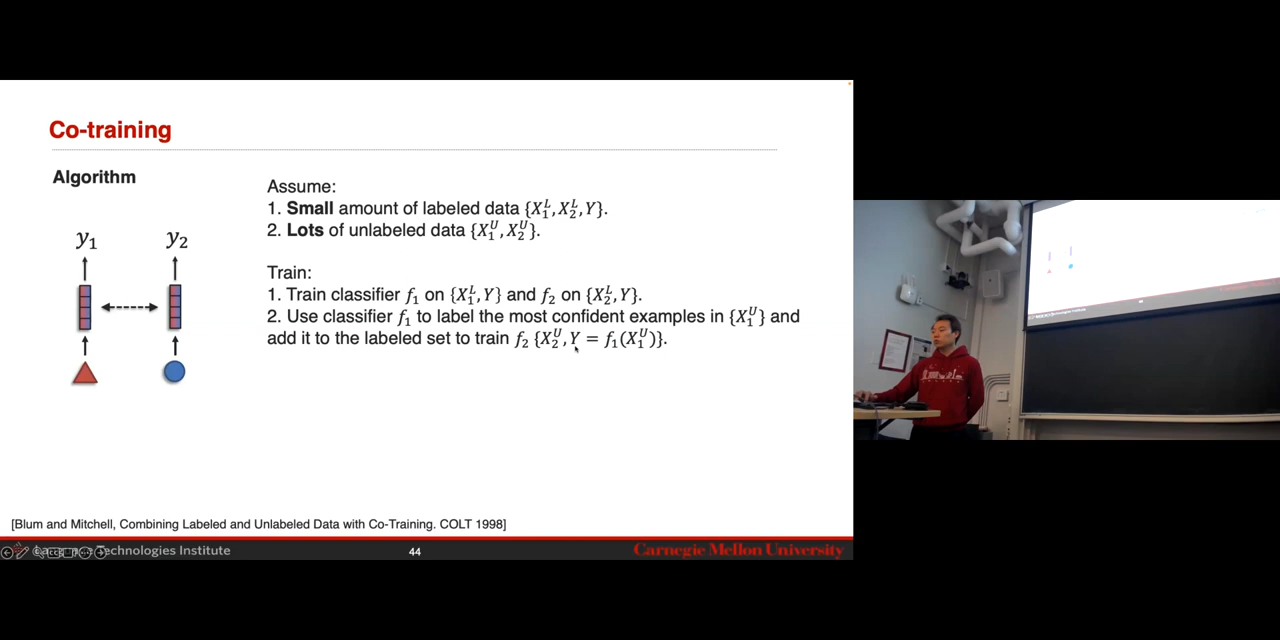 Co-training
Algorithm
y₁
y₂
Assume:
1. Small amount of labeled data {X₁ᴸ, X₂ᴸ, Y}.
2. Lots of unlabeled data {X₁ᵁ, X₂ᵁ}.
Train:
1. Train classifier f₁ on {X₁ᴸ, Y} and f₂ on {X₂ᴸ, Y}.
2. Use classifier f₁ to label the most confident examples in {X₁ᵁ} and
add it to the labeled set to train f₂ {X₂ᵁ, Y = f₁(X₁ᵁ)}.
[Blum and Mitchell, Combining Labeled and Unlabeled Data with Co-Training. COLT 1998]
Technologies Institute
44
Carnegie Mellon University